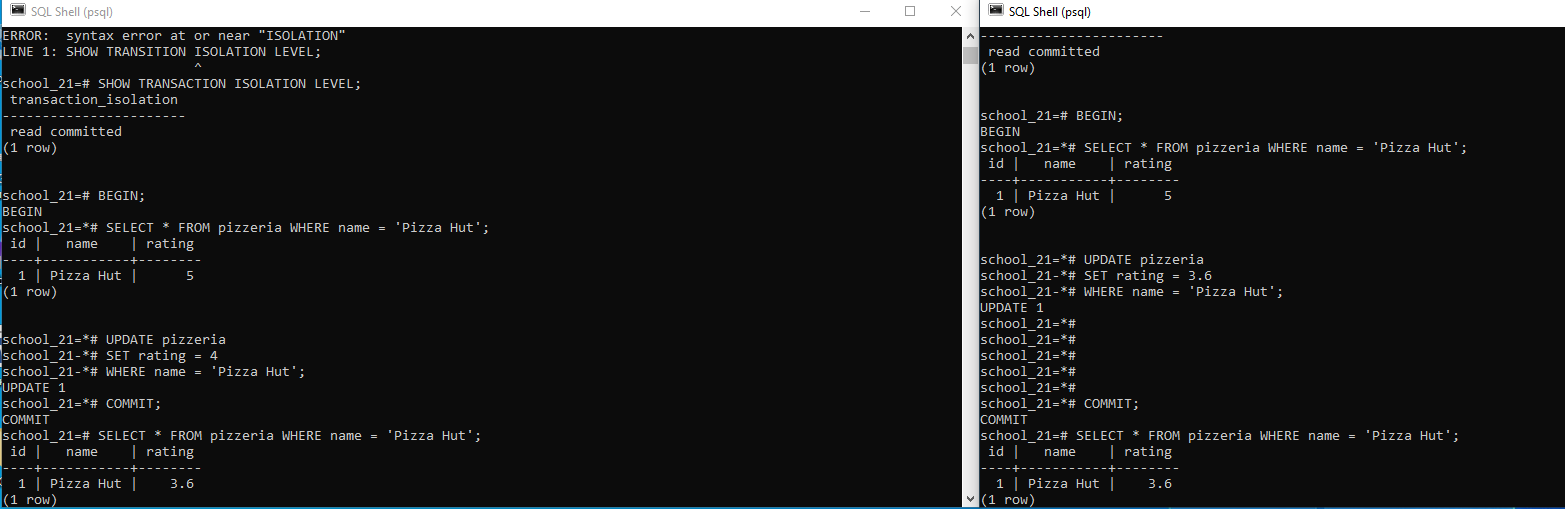 SQL Shell (psql)
ERROR:  syntax error at or near "ISOLATION"
LINE 1: SHOW TRANSITION ISOLATION LEVEL;
                        ^
school_21=# SHOW TRANSACTION ISOLATION LEVEL;
 transaction_isolation
-----------------------
 read committed
(1 row)
school_21=# BEGIN;
BEGIN
school_21=*# SELECT * FROM pizzeria WHERE name = 'Pizza Hut';
 id |   name    | rating
----+-----------+--------
  1 | Pizza Hut |      5
(1 row)
school_21=*# UPDATE pizzeria
school_21-*# SET rating = 4
school_21-*# WHERE name = 'Pizza Hut';
UPDATE 1
school_21=*# COMMIT;
COMMIT
school_21=# SELECT * FROM pizzeria WHERE name = 'Pizza Hut';
 id |   name    | rating
----+-----------+--------
  1 | Pizza Hut |    3.6
(1 row)
SQL Shell (psql)
-----------------------
 read committed
(1 row)
school_21=# BEGIN;
BEGIN
school_21=*# SELECT * FROM pizzeria WHERE name = 'Pizza Hut';
 id |   name    | rating
----+-----------+--------
  1 | Pizza Hut |      5
(1 row)
school_21=*# UPDATE pizzeria
school_21-*# SET rating = 3.6
school_21-*# WHERE name = 'Pizza Hut';
UPDATE 1
school_21=*#
school_21=*#
school_21=*#
school_21=*#
school_21=*#
school_21=*# COMMIT;
COMMIT
school_21=# SELECT * FROM pizzeria WHERE name = 'Pizza Hut';
 id |   name    | rating
----+-----------+--------
  1 | Pizza Hut |    3.6
(1 row)